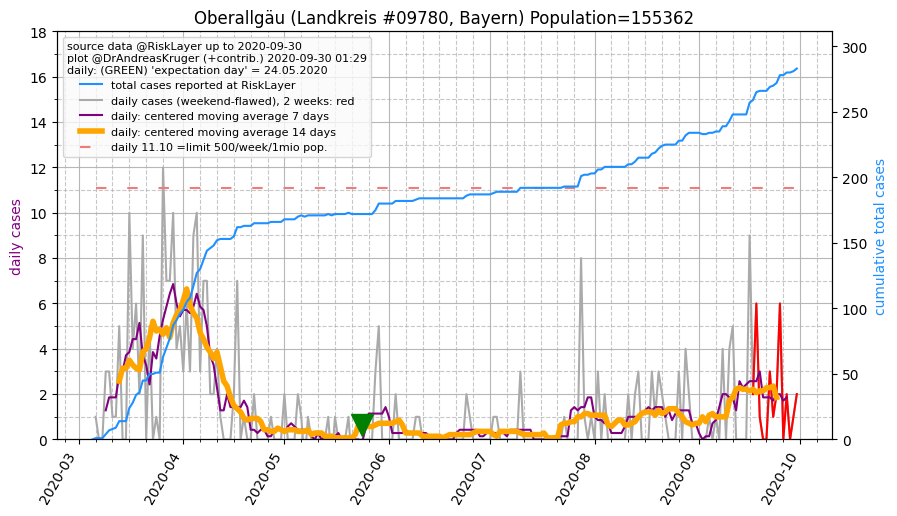 Oberallgäu (Landkreis #09780, Bayern) Population=155362
source data @RiskLayer up to 2020-09-30
plot @DrAndreasKruger (+contrib.) 2020-09-30 01:29
daily: (GREEN) 'expectation day' = 24.05.2020
total cases reported at RiskLayer
daily cases (weekend-flawed), 2 weeks: red
daily: centered moving average 7 days
daily: centered moving average 14 days
daily 11.10 =limit 500/week/1mio pop.
daily cases
18
16
14
12
10
8
6
4
2
0
300
250
200
150
100
50
0
cumulative total cases
2020-03
2020-04
2020-05
2020-06
2020-07
2020-08
2020-09
2020-10